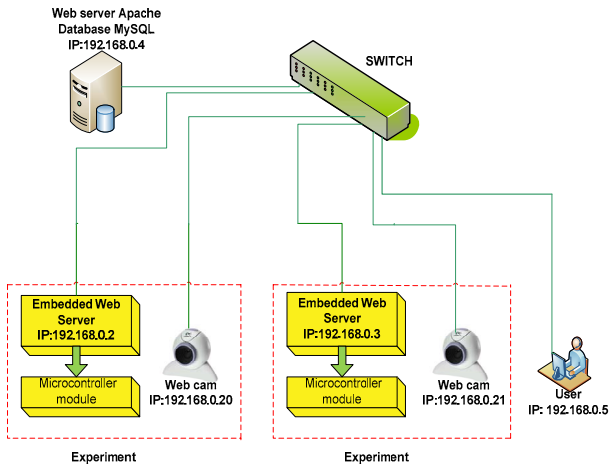 Web server Apache
Database MySQL
IP:192.168.0.4
SWITCH
Embedded Web
Server
IP:192.168.0.2
Microcontroller
module
Web cam
IP:192.168.0.20
Experiment
Embedded Web
Server
IP:192.168.0.3
Microcontroller
module
Web cam
IP:192.168.0.21
Experiment
User
IP: 192.168.0.5